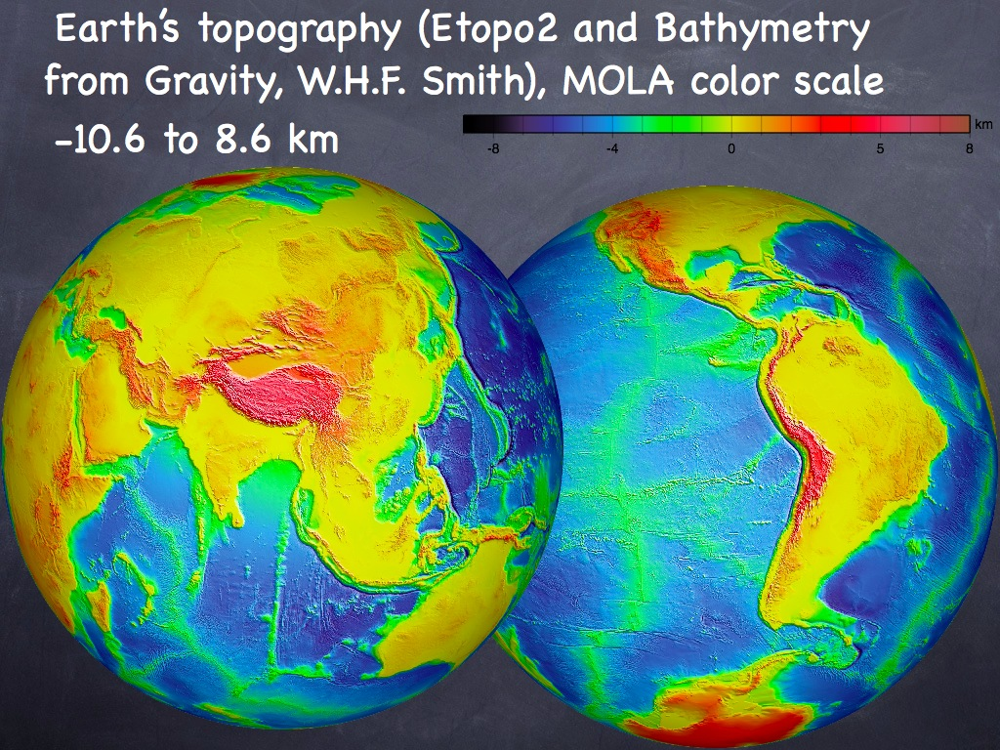 Earth's topography (Etopo2 and Bathymetry
from Gravity, W.H.F. Smith), MOLA color scale
-10.6 to 8.6 km
km
-8 -4 0 5 8